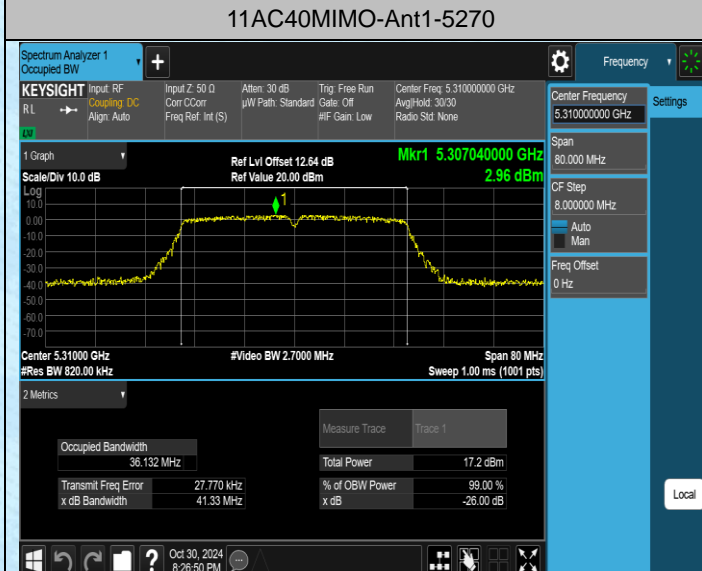 11AC40MIMO-Ant1-5270
Spectrum Analyzer 1
Occupied BW
+
Frequency
KEYSIGHT
RL
Input: RF
Coupling: DC
Align: Auto
Input Z: 50 Ω
Corr CCorr
Freq Ref: Int (S)
Atten: 30 dB
µW Path: Standard
Trig: Free Run
Gate: Off
#IF Gain: Low
Center Freq: 5.310000000 GHz
Avg|Hold: 30/30
Radio Std: None
Center Frequency
5.310000000 GHz
Settings
Span
80.000 MHz
CF Step
8.000000 MHz
Auto
Man
Freq Offset
0 Hz
1 Graph
Scale/Div 10.0 dB
Ref Lvl Offset 12.64 dB
Ref Value 20.00 dBm
Mkr1 5.307040000 GHz
2.96 dBm
Log
10.0
0.00
-10.0
-20.0
-30.0
-40.0
-50.0
-60.0
-70.0
1
Center 5.31000 GHz
#Video BW 2.7000 MHz
Span 80 MHz
#Res BW 820.00 kHz
Sweep 1.00 ms (1001 pts)
2 Metrics
Measure Trace
Trace 1
Occupied Bandwidth
36.132 MHz
Total Power 17.2 dBm
Transmit Freq Error 27.770 kHz
% of OBW Power 99.00 %
x dB Bandwidth 41.33 MHz
x dB -26.00 dB
Local
?
Oct 30, 2024
8:26:50 PM